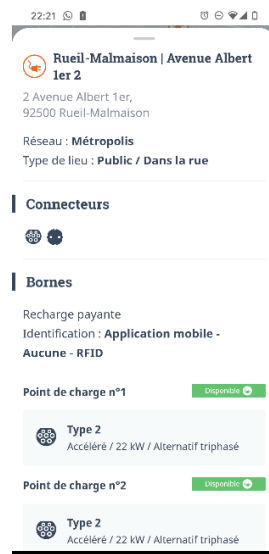 22:21
Rueil-Malmaison | Avenue Albert
1er 2
2 Avenue Albert 1er,
92500 Rueil-Malmaison
Réseau : Métropolis
Type de lieu : Public / Dans la rue
Connecteurs
Bornes
Recharge payante
Identification : Application mobile -
Aucune - RFID
Point de charge n°1
Disponible
Type 2
Accéléré / 22 kW / Alternatif triphasé
Point de charge n°2
Disponible
Type 2
Accéléré / 22 kW / Alternatif triphasé